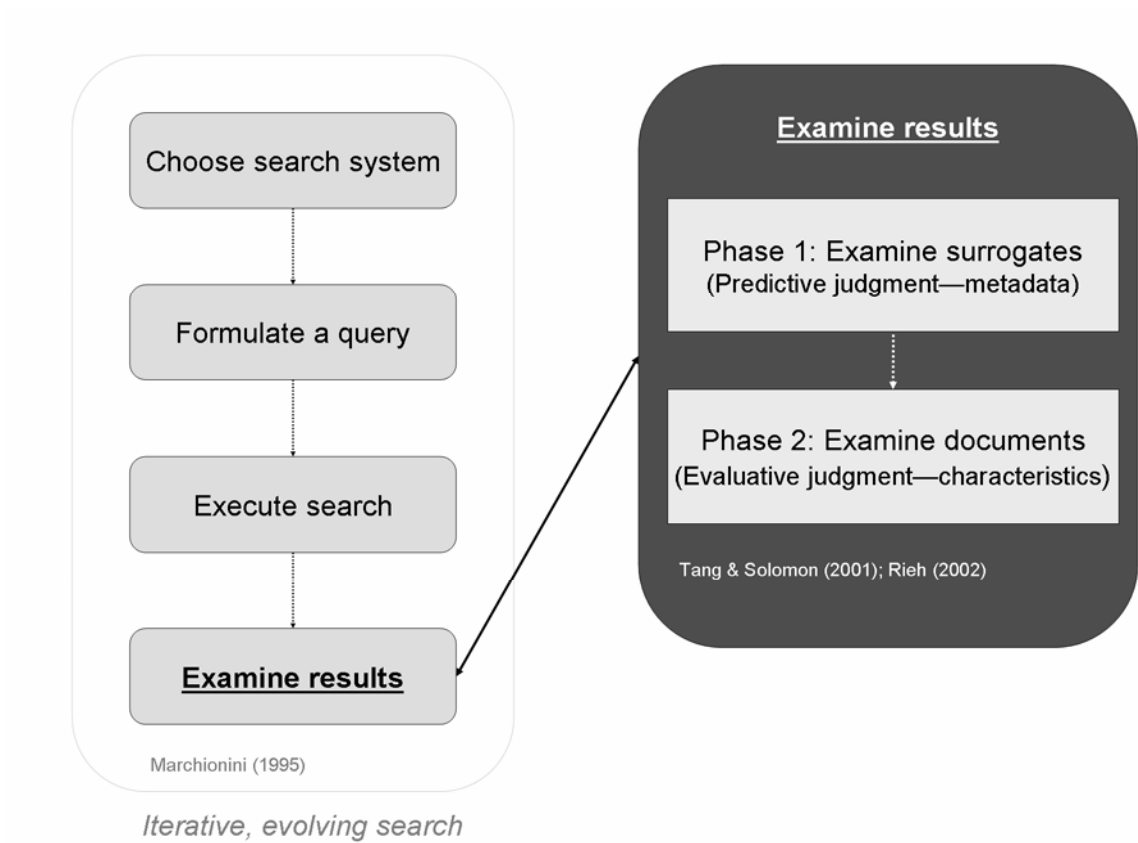 Choose search system
Formulate a query
Execute search
Examine results
Marchionini (1995)
Iterative, evolving search
Examine results
Phase 1: Examine surrogates
(Predictive judgment—metadata)
Phase 2: Examine documents
(Evaluative judgment—characteristics)
Tang & Solomon (2001); Rieh (2002)